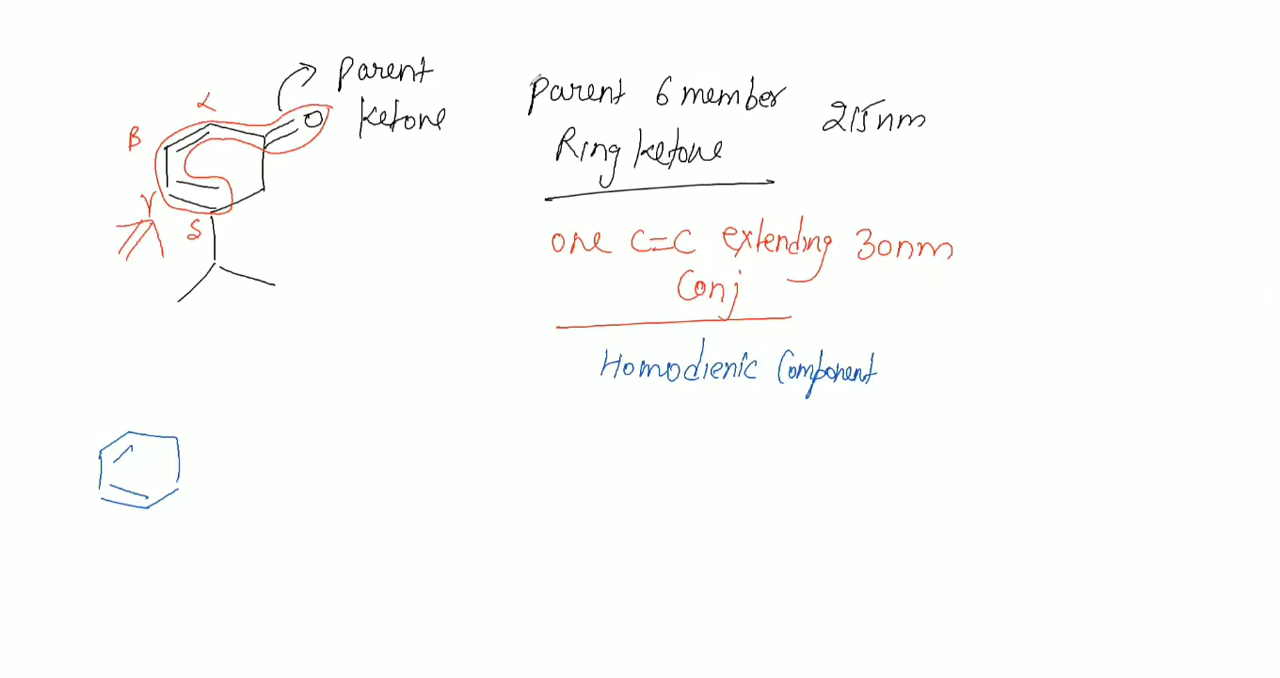 Parent
ketone
O
α
β
γ
S
Parent 6 member 215nm
Ring ketone
one C=C extending 30nm
Conj
Homodienic Component